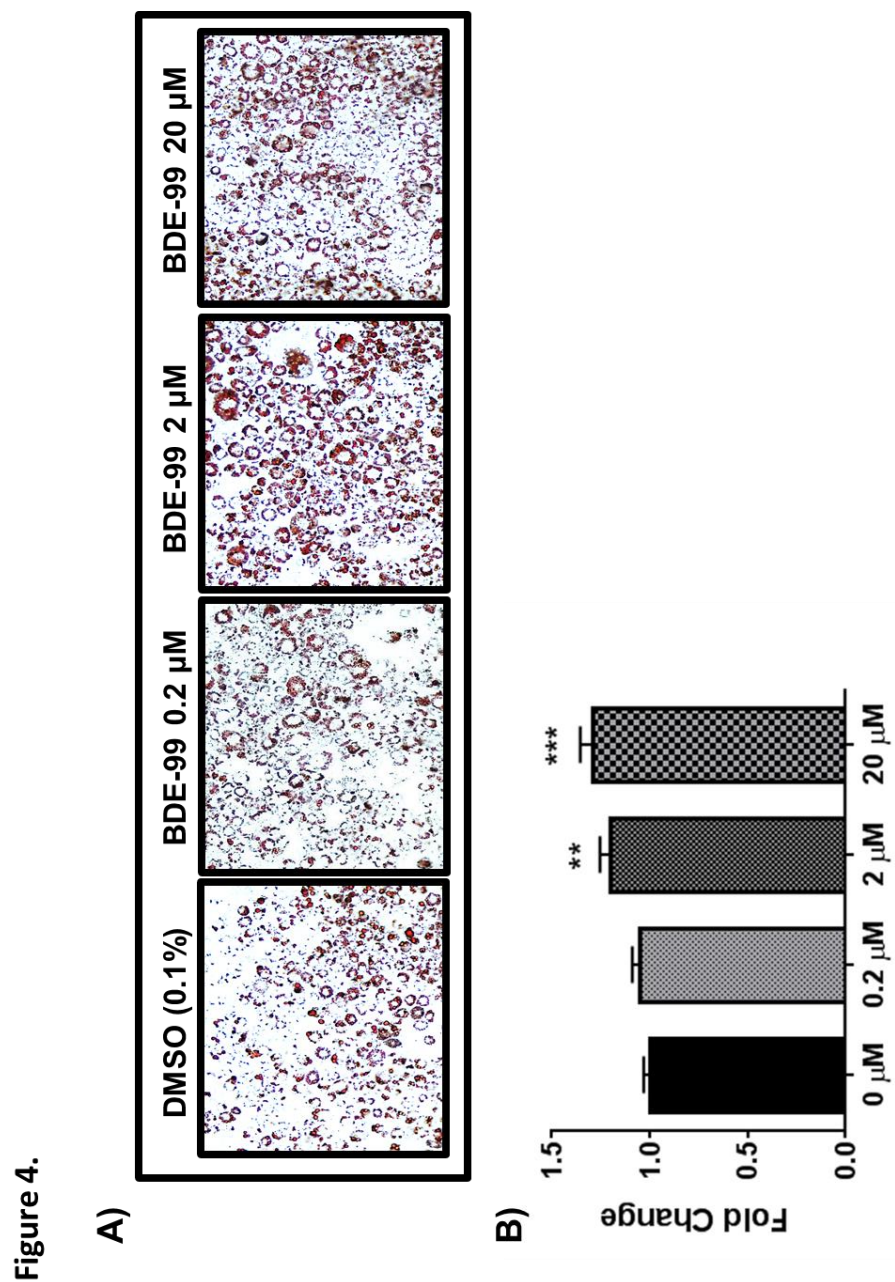 Figure 4.
A)
DMSO (0.1%) BDE-99 0.2 µM BDE-99 2 µM BDE-99 20 µM
B)
Fold Change
1.5
1.0
0.5
0.0
** ***
0 µM 0.2 µM 2 µM 20 µM